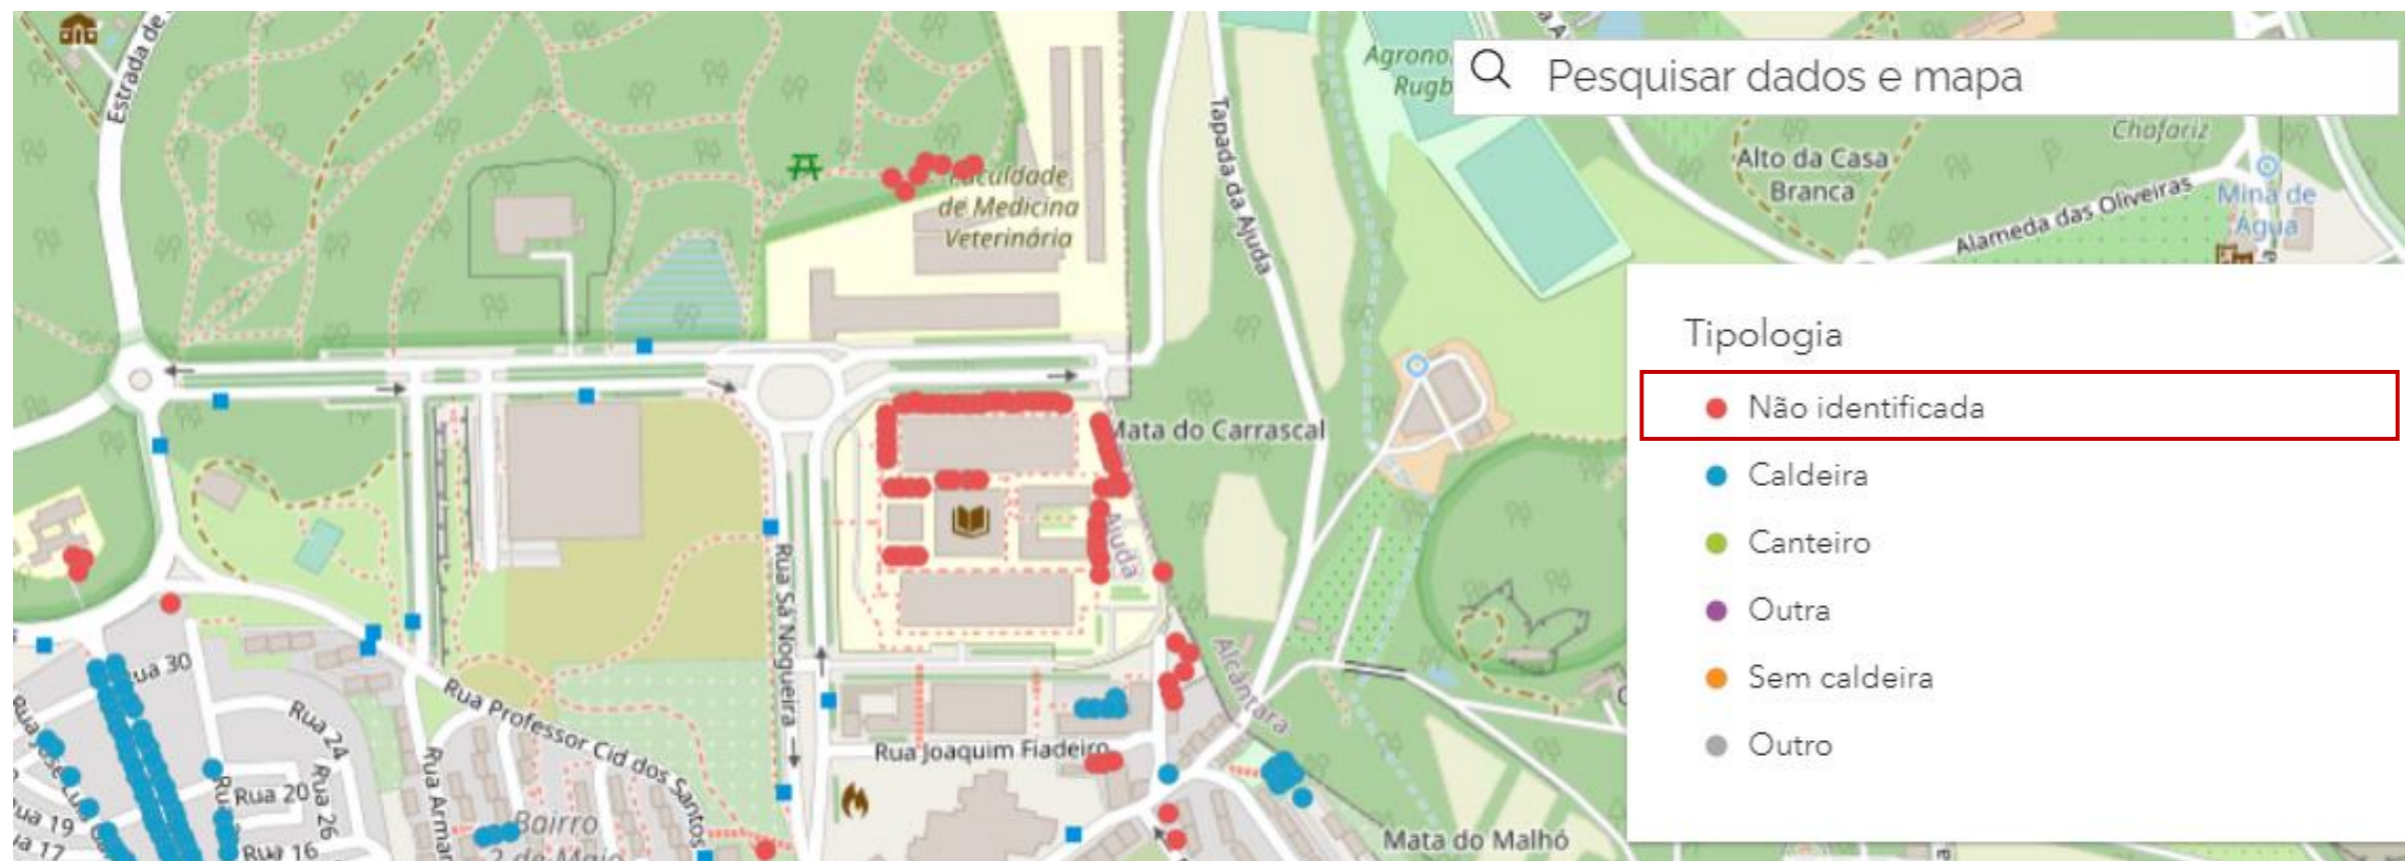 Estrada de
Agrono
Rugb
Pesquisar dados e mapa
Chafariz
Alto da Casa
Branca
Mina de
Água
Alameda das Oliveiras
Tapada da Ajuda
Faculdade
de Medicina
Veterinária
Tipologia
Não identificada
Caldeira
Canteiro
Outra
Sem caldeira
Outro
Mata do Carrascal
Ajuda
Alcântara
Rua Sá Nogueira
Rua 30
Rua 24
Rua Professor Cid dos Santos
Rua Joaquim Fiadeiro
Rua 20
Rua 26
Rua 16
Rua Arman
ua 19
a 17
Bairro
2 de Maio
Mata do Malhó